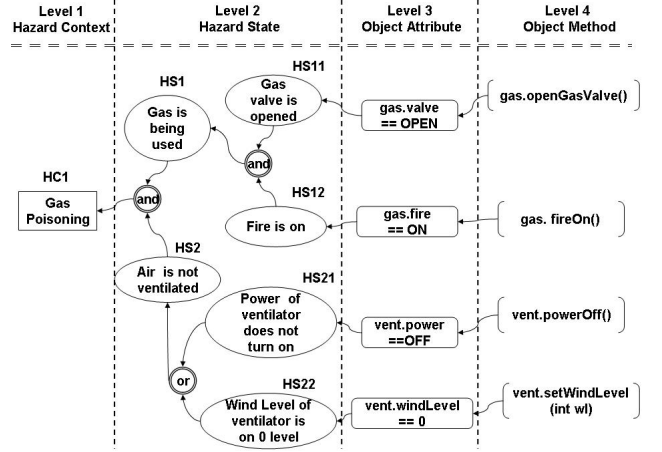 Level 1
Hazard Context
Level 2
Hazard State
Level 3
Object Attribute
Level 4
Object Method
HS11
HS1
Gas
valve is
opened
Gas is
being
used
gas.valve
== OPEN
gas.openGasValve()
and
HC1
Gas
Poisoning
and
HS12
Fire is on
gas.fire
== ON
gas. fireOn()
HS2
Air is not
ventilated
HS21
Power of
ventilator
does not
turn on
vent.power
==OFF
vent.powerOff()
or
HS22
Wind Level of
ventilator is
on 0 level
vent.windLevel
== 0
vent.setWindLevel
(int wl)